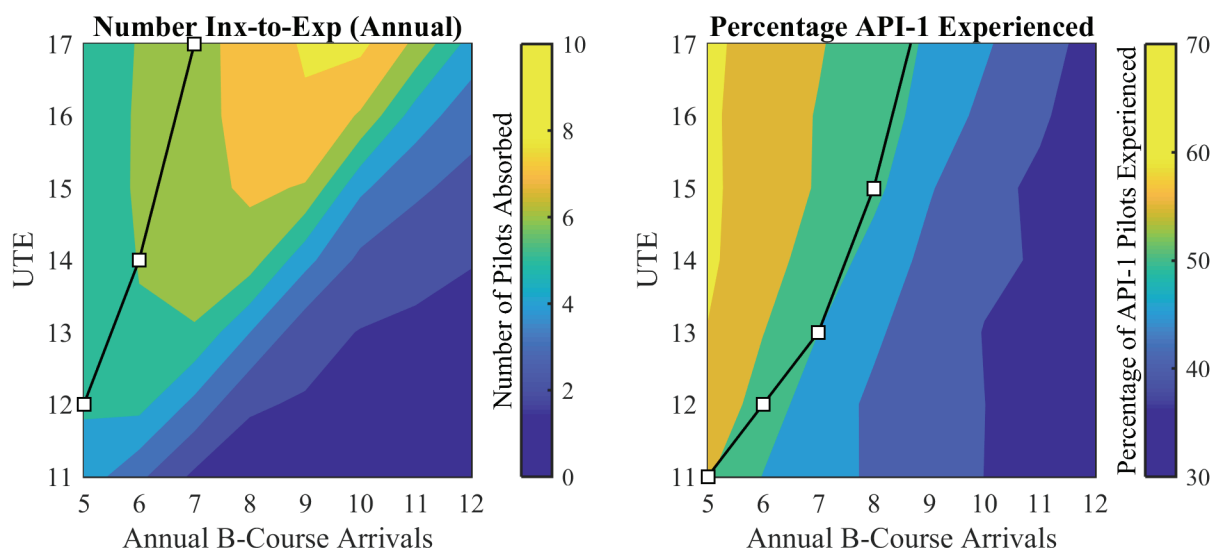 Number Inx-to-Exp (Annual)
17
16
15
14
13
12
11
UTE
5 6 7 8 9 10 11 12
Annual B-Course Arrivals
Number of Pilots Absorbed
10
8
6
4
2
0
Percentage API-1 Experienced
17
16
15
14
13
12
11
UTE
5 6 7 8 9 10 11 12
Annual B-Course Arrivals
Percentage of API-1 Pilots Experienced
70
60
50
40
30